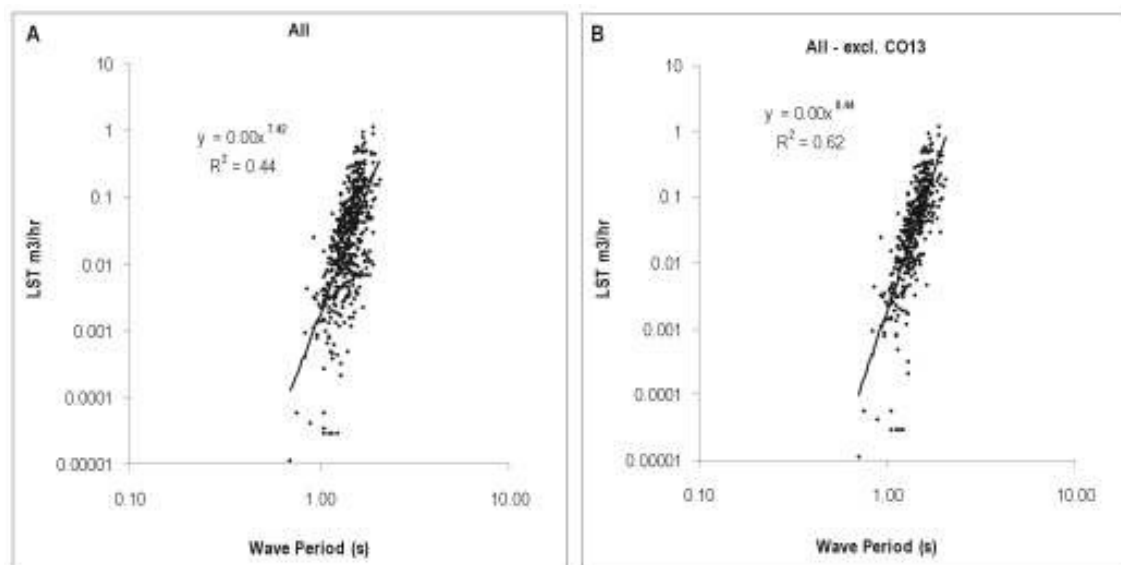 A
All
10
1
0.1
0.01
0.001
0.0001
0.00001
LST m3/hr
y = 0.00x^7.42
R² = 0.44
0.10 1.00 10.00
Wave Period (s)
B
All - excl. CO13
10
1
0.1
0.01
0.001
0.0001
0.00001
LST m3/hr
y = 0.00x
R² = 0.62
0.10 1.00 10.00
Wave Period (s)